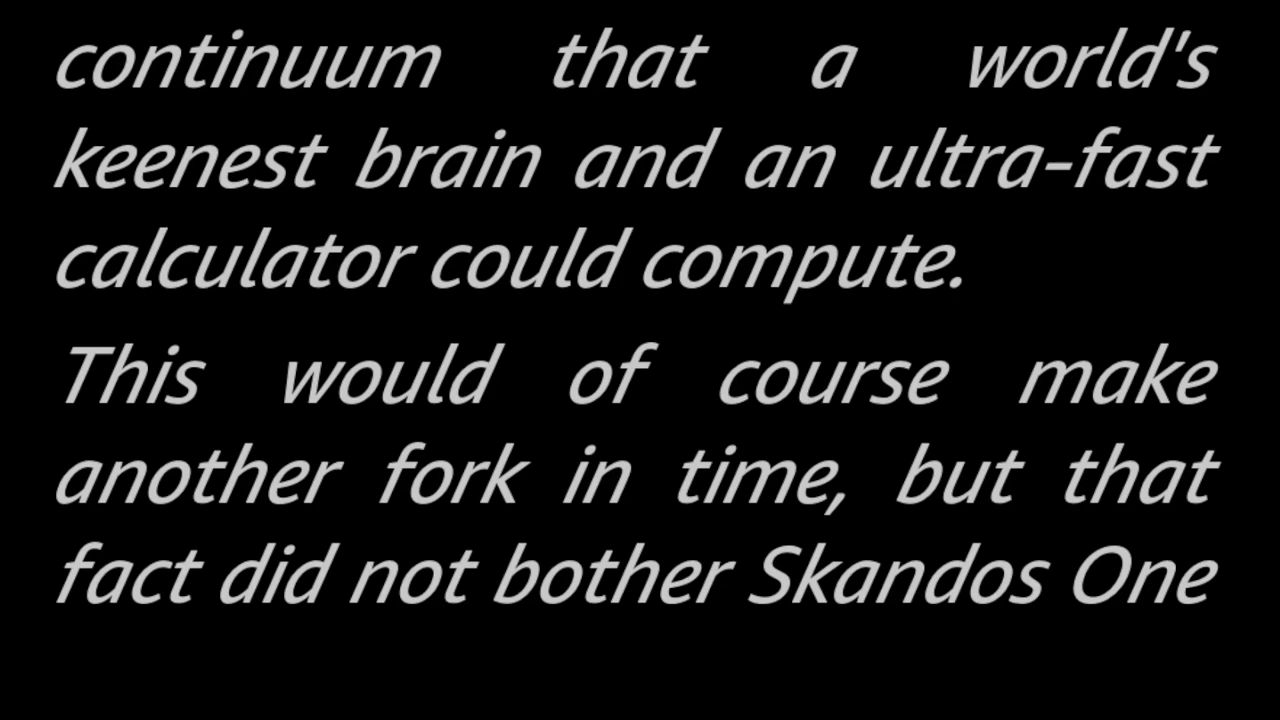 continuum that a world's
keenest brain and an ultra-fast
calculator could compute.
This would of course make
another fork in time, but that
fact did not bother Skandos One